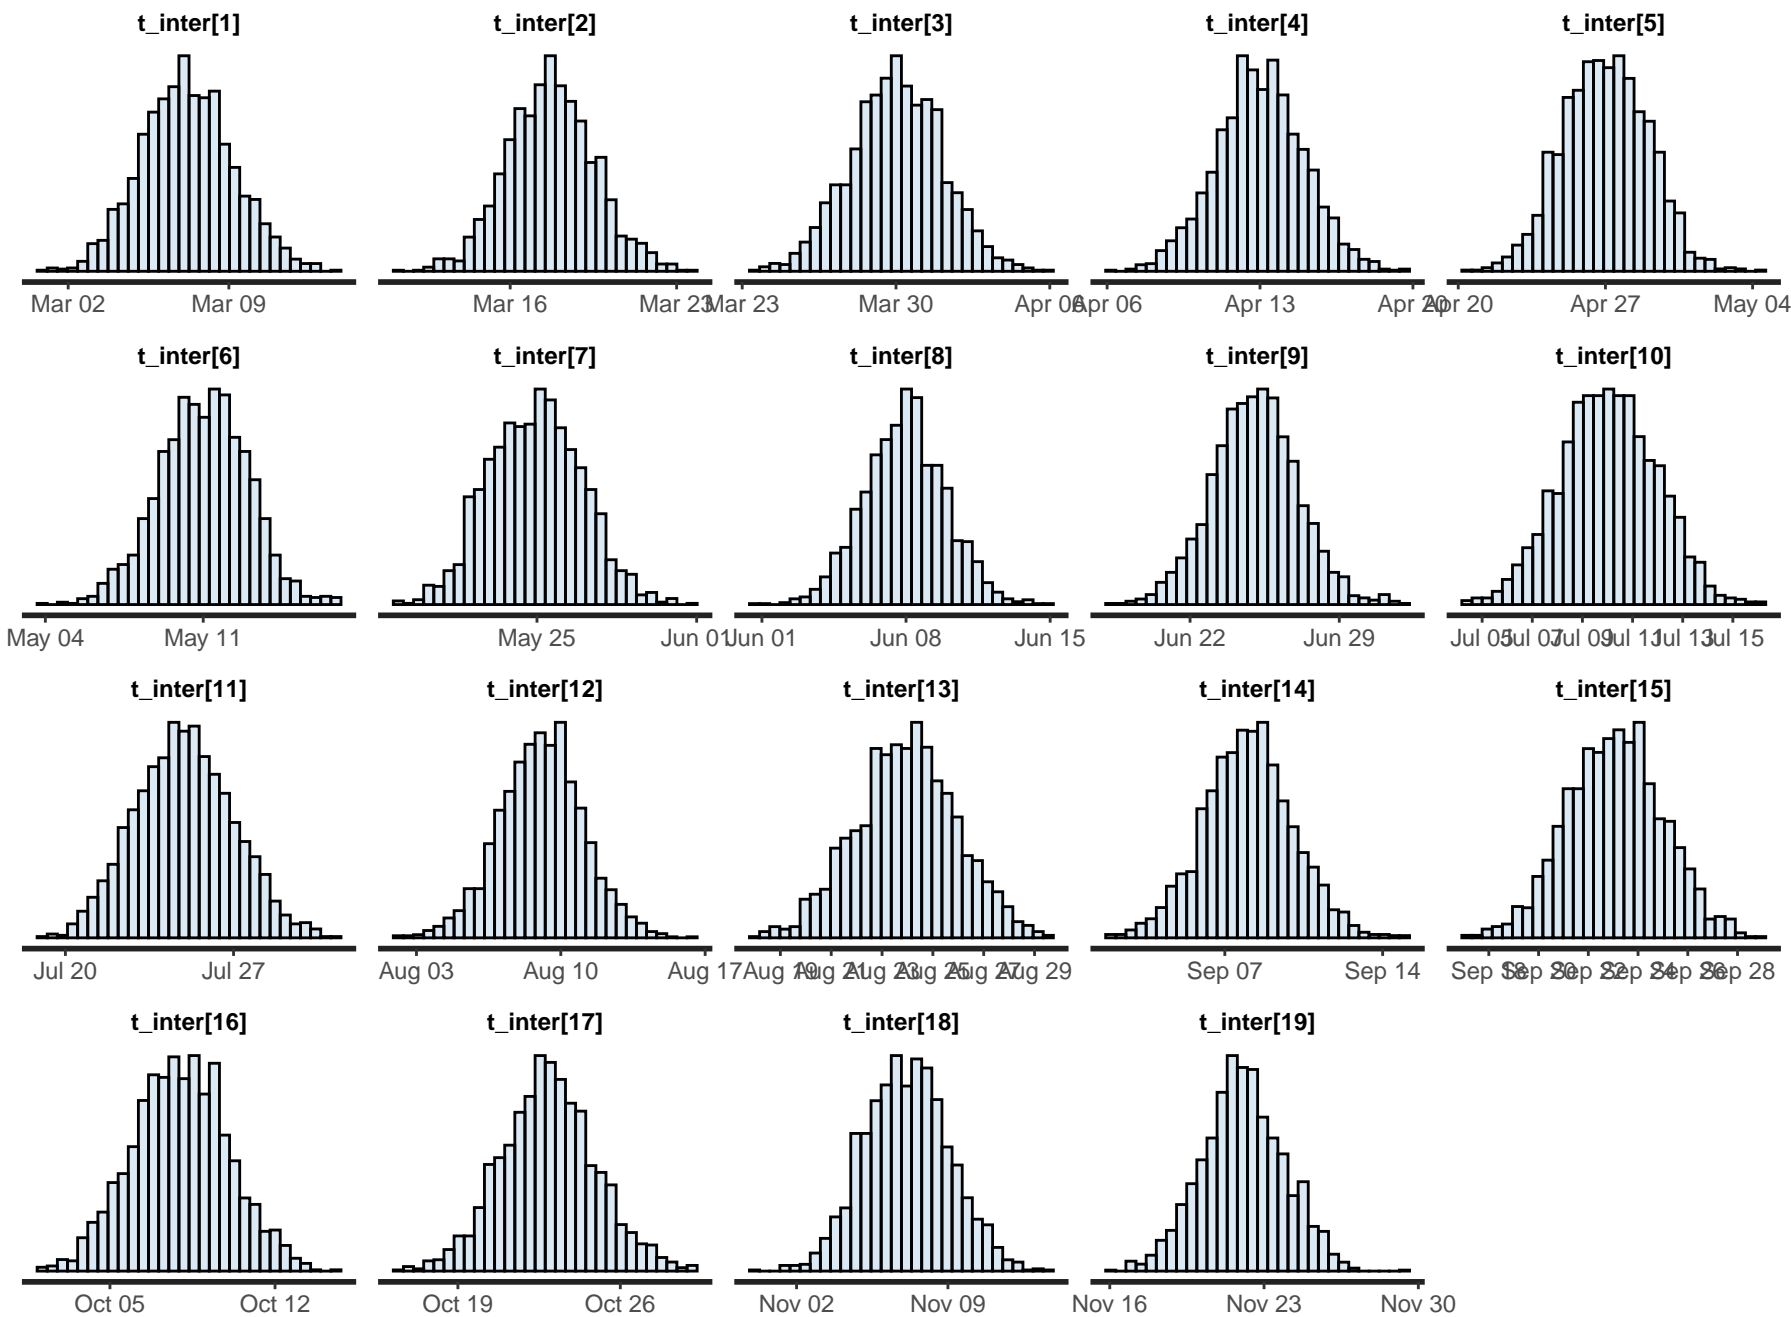 t_inter[1] t_inter[2] t_inter[3] t_inter[4] t_inter[5]
Mar 02 Mar 09 Mar 16 Mar 23 Mar 23 Mar 30 Apr 06 Apr 06 Apr 13 Apr 20 Apr 20 Apr 27 May 04
t_inter[6] t_inter[7] t_inter[8] t_inter[9] t_inter[10]
May 04 May 11 May 25 Jun 01 Jun 01 Jun 08 Jun 15 Jun 22 Jun 29 Jul 05 Jul 07 Jul 09 Jul 11 Jul 13 Jul 15
t_inter[11] t_inter[12] t_inter[13] t_inter[14] t_inter[15]
Jul 20 Jul 27 Aug 03 Aug 10 Aug 17 Aug 19 Aug 21 Aug 23 Aug 25 Aug 27 Aug 29 Sep 07 Sep 14 Sep 18 Sep 20 Sep 22 Sep 24 Sep 26 Sep 28
t_inter[16] t_inter[17] t_inter[18] t_inter[19]
Oct 05 Oct 12 Oct 19 Oct 26 Nov 02 Nov 09 Nov 16 Nov 23 Nov 30